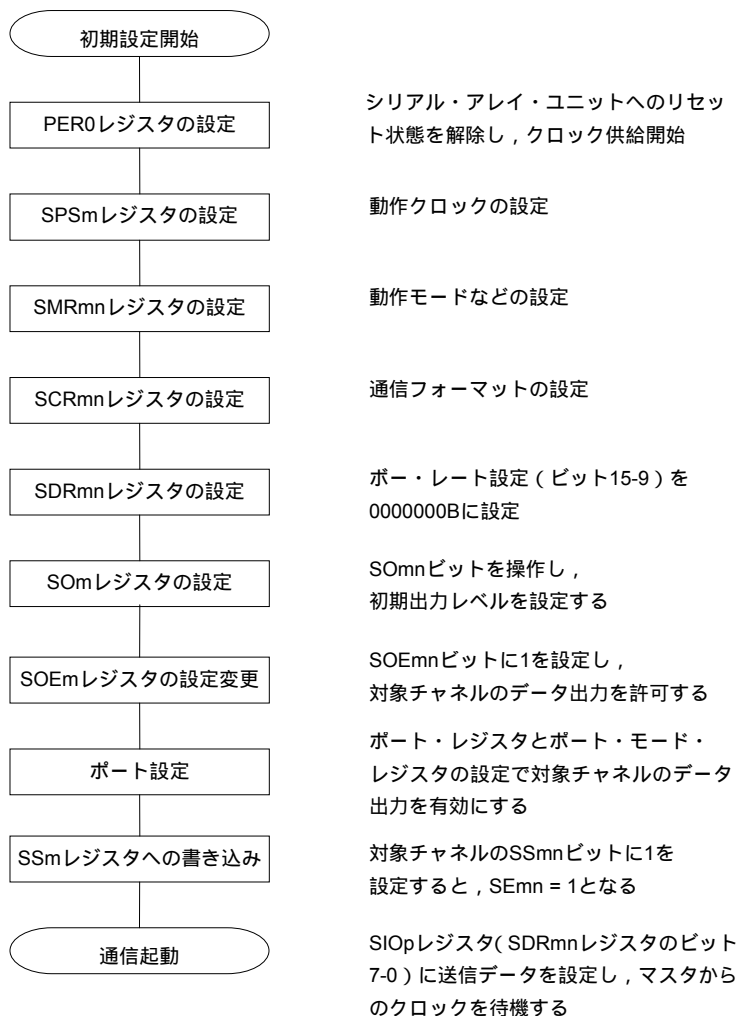 初期設定開始
PER0レジスタの設定
シリアル・アレイ・ユニットへのリセッ
ト状態を解除し，クロック供給開始
SPSmレジスタの設定
動作クロックの設定
SMRmnレジスタの設定
動作モードなどの設定
SCRmnレジスタの設定
通信フォーマットの設定
SDRmnレジスタの設定
ボー・レート設定（ビット15-9）を
0000000Bに設定
SOmレジスタの設定
SOmnビットを操作し，
初期出力レベルを設定する
SOEmレジスタの設定変更
SOEmnビットに1を設定し，
対象チャネルのデータ出力を許可する
ポート設定
ポート・レジスタとポート・モード・
レジスタの設定で対象チャネルのデータ
出力を有効にする
SSmレジスタへの書き込み
対象チャネルのSSmnビットに1を
設定すると，SEmn = 1となる
通信起動
SIOpレジスタ（SDRmnレジスタのビット
7-0）に送信データを設定し，マスタから
のクロックを待機する